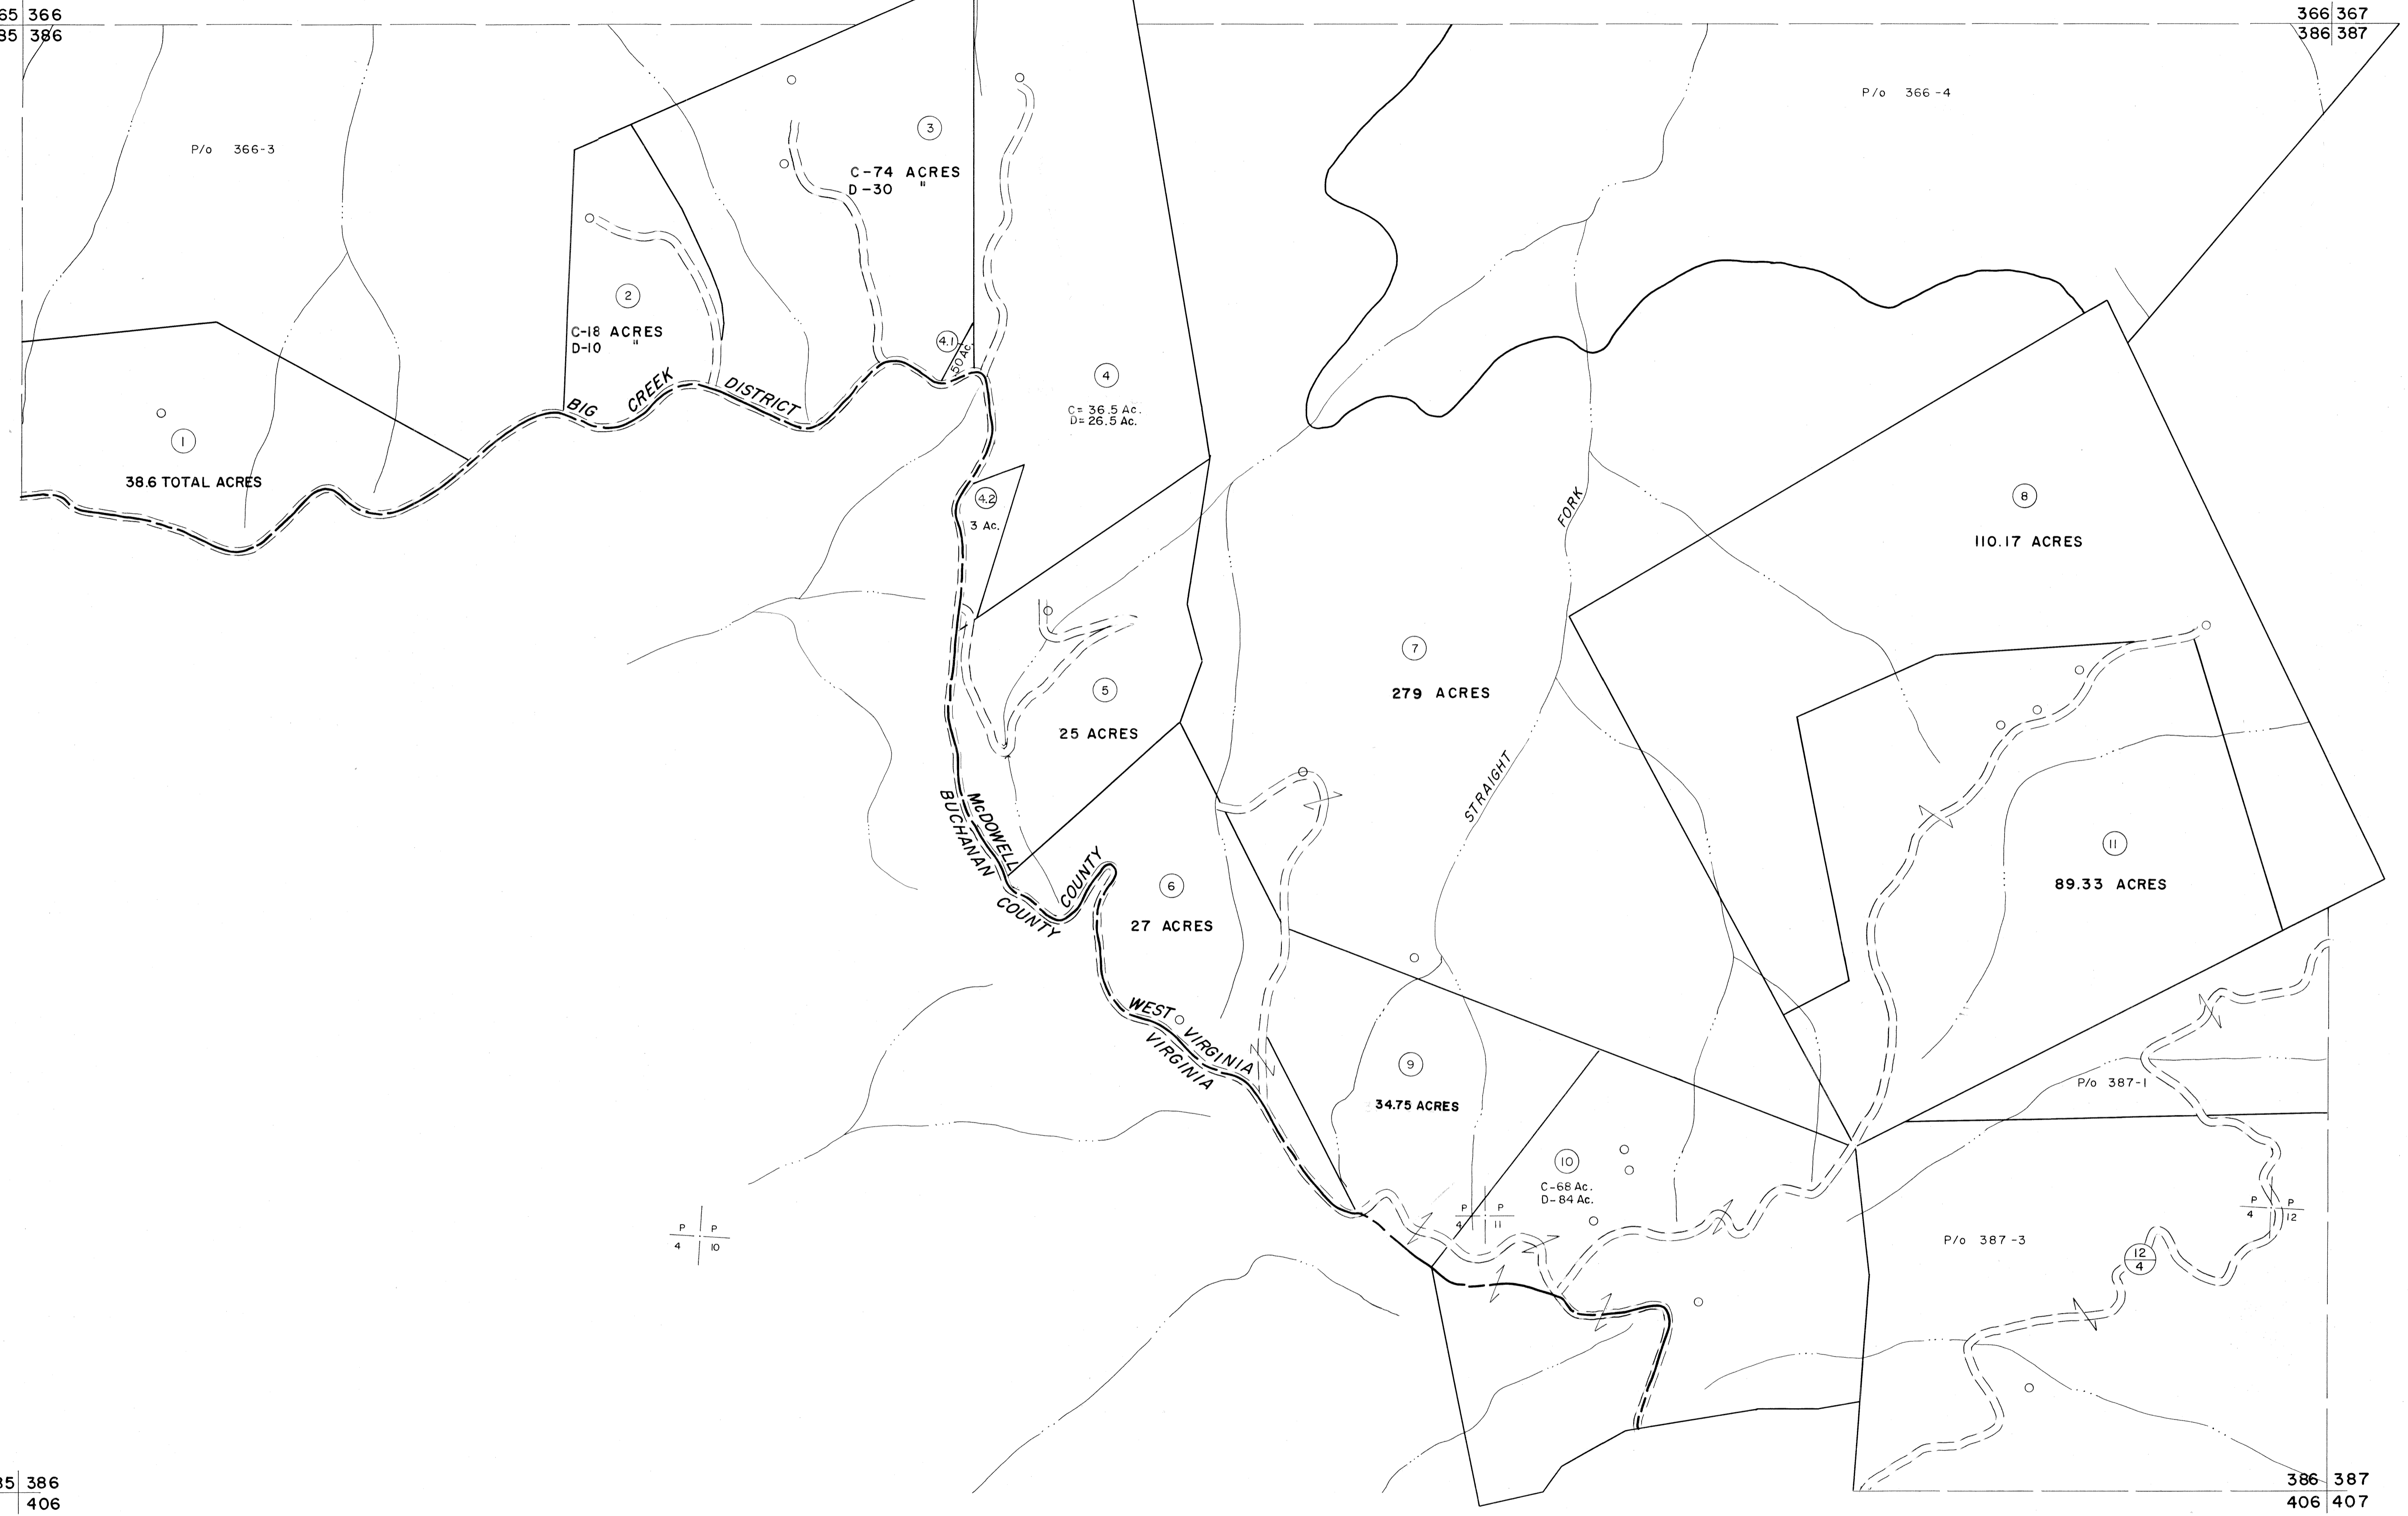 65 366
85 386
366 367
386 387
P/o 366-4
P/o 366-3
3
C-74 ACRES
D-30 "
2
C-18 ACRES
D-10 "
4.1
.50 Ac.
4
C= 36.5 Ac.
D= 26.5 Ac.
BIG CREEK DISTRICT
1
38.6 TOTAL ACRES
4.2
3 Ac.
8
110.17 ACRES
STRAIGHT FORK
7
279 ACRES
5
25 ACRES
McDOWELL COUNTY
BUCHANAN COUNTY
11
89.33 ACRES
6
27 ACRES
WEST VIRGINIA
VIRGINIA
9
34.75 ACRES
P/o 387-1
10
C-68 Ac.
D-84 Ac.
P P
4 11
P P
4 12
P P
4 10
P/o 387-3
12
4
85 386
406
386 387
406 407